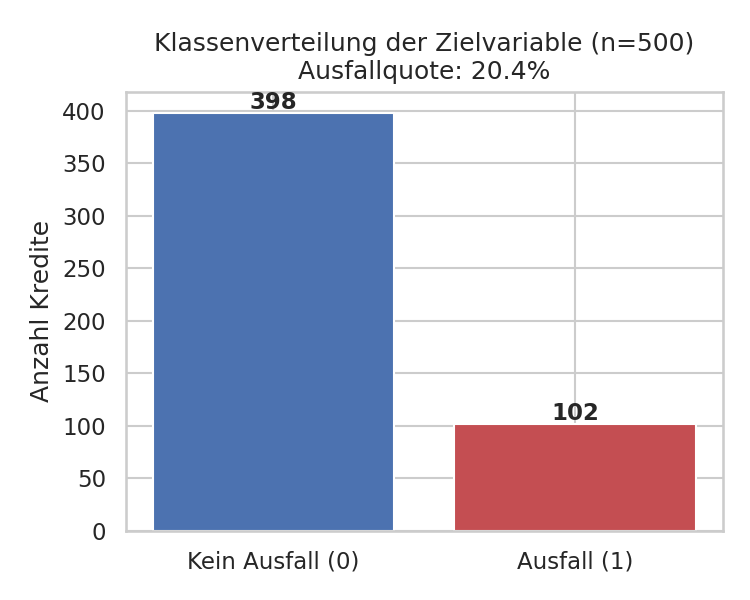 Klassenverteilung der Zielvariable (n=500)
Ausfallquote: 20.4%
Anzahl Kredite
400
350
300
250
200
150
100
50
0
398
102
Kein Ausfall (0)
Ausfall (1)